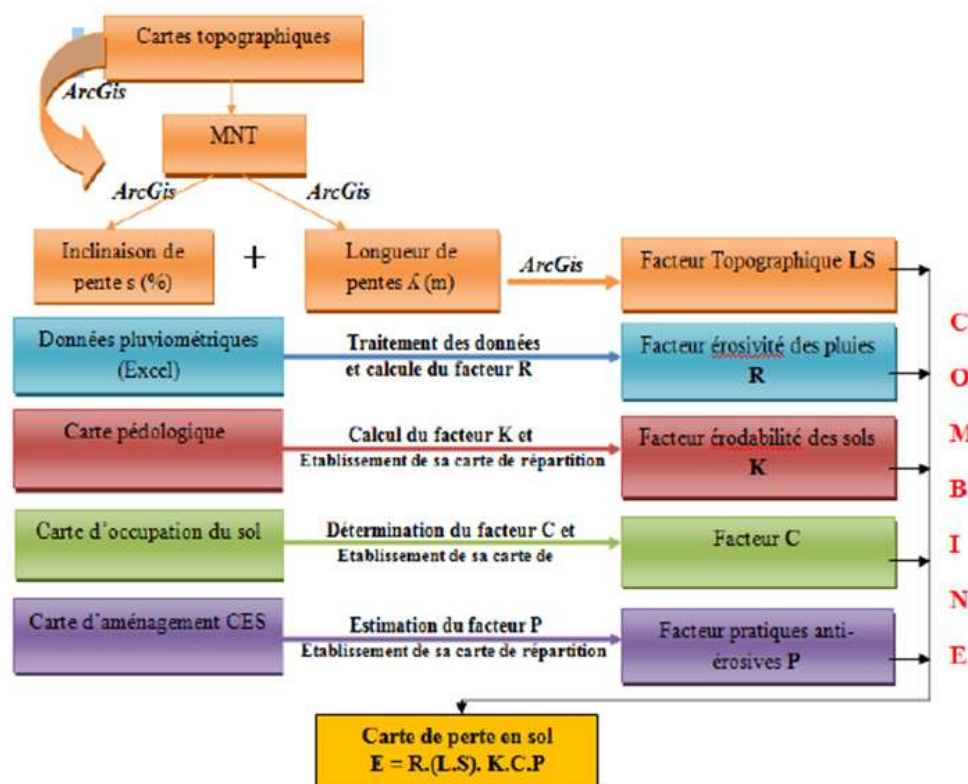 Cartes topographiques
ArcGis
MNT
ArcGis
ArcGis
Inclinaison de
pente s (%)
+
Longueur de
pentes ʎ (m)
ArcGis
Facteur Topographique LS
Données pluviométriques
(Excel)
Traitement des données
et calcule du facteur R
Facteur érosivité des pluies
R
Carte pédologique
Calcul du facteur K et
Etablissement de sa carte de répartition
Facteur érodabilité des sols
K
Carte d'occupation du sol
Détermination du facteur C et
Etablissement de sa carte de
Facteur C
Carte d'aménagement CES
Estimation du facteur P
Etablissement de sa carte de répartition
Facteur pratiques anti-
érosives P
C
O
M
B
I
N
E
Carte de perte en sol
E = R.(L.S). K.C.P